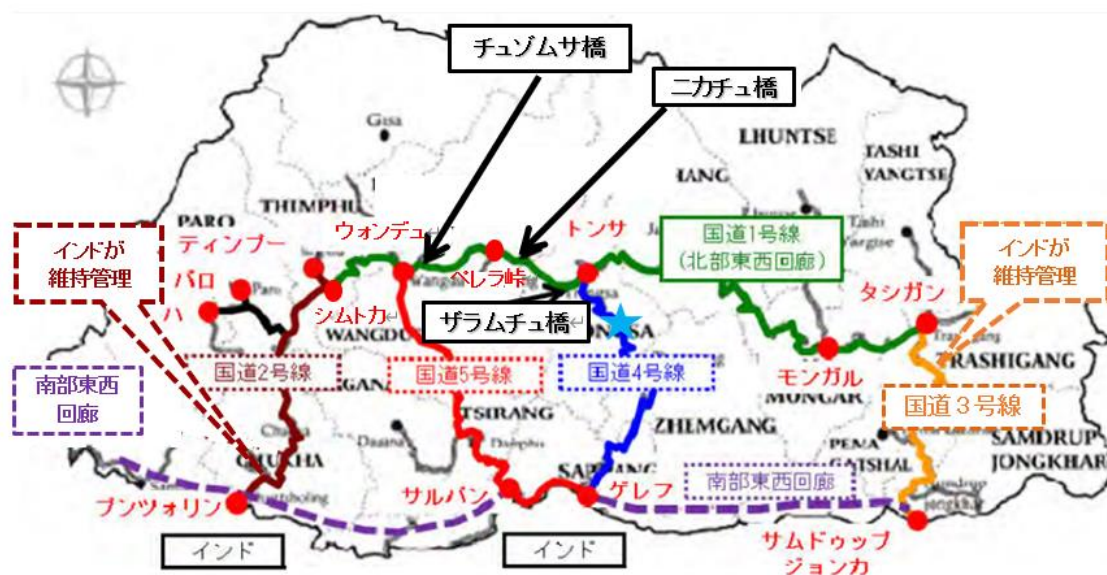 チュゾムサ橋
ニカチュ橋
Gasa
LHUNTSE
TASHI
YANGTSE
THIMPHU
PARO
インドが
維持管理
ティンプー
パロ
ハ
Paro
シムトカ
ウォンデュ
ペレラ峠
トンサ
国道1号線
(北部東西回廊)
インドが
維持管理
タシガン
ザラムチュ橋
WANGDU
モンガル
MONGAR
TRASHIGANG
南部東西
回廊
国道2号線
国道5号線
国道4号線
国道3号線
TSIRANG
ZHEMGANG
PEMA
GATSHAL
SAMDRUP
JONGKHAR
CHUKHA
プンツォリン
サルパン
ゲレフ
南部東西回廊
サムドゥップ
ジョンカ
インド
インド